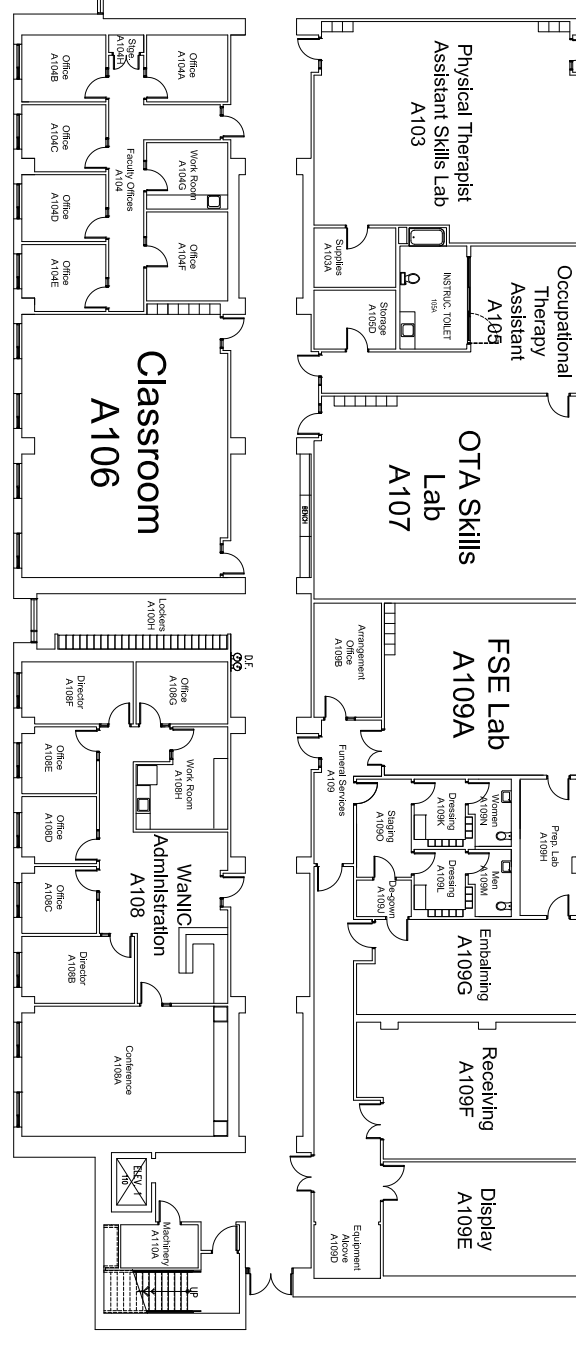 Physical Therapist
Assistant Skills Lab
A103
Supplies
A103A
INSTRUC. TOILET
105A
Storage
A105D
Occupational
Therapy
Assistant
A105
OTA Skills
Lab
A107
BENCH
FSE Lab
A109A
Arrangement
Office
A109B
Funeral Services
A109
Staging
A109O
Dressing
A109K
Women
A109N
Dressing
A109L
Men
A109M
Prep. Lab
A109H
De-gown
A109J
Embalming
A109G
Receiving
A109F
Display
A109E
Equipment
Alcove
A109D
Office
A104B
Stge.
A104H
Office
A104A
Office
A104C
Faculty Offices
A104
Work Room
A104G
Office
A104D
Office
A104F
Office
A104E
Classroom
A106
Lockers
A100H
D.F.
Director
A108F
Office
A108G
Office
A108E
Work Room
A108H
Office
A108D
WaNIC
Administration
A108
Office
A108C
Director
A108B
Conference
A108A
ELEV. 1
110
Machinery
A110A
UP